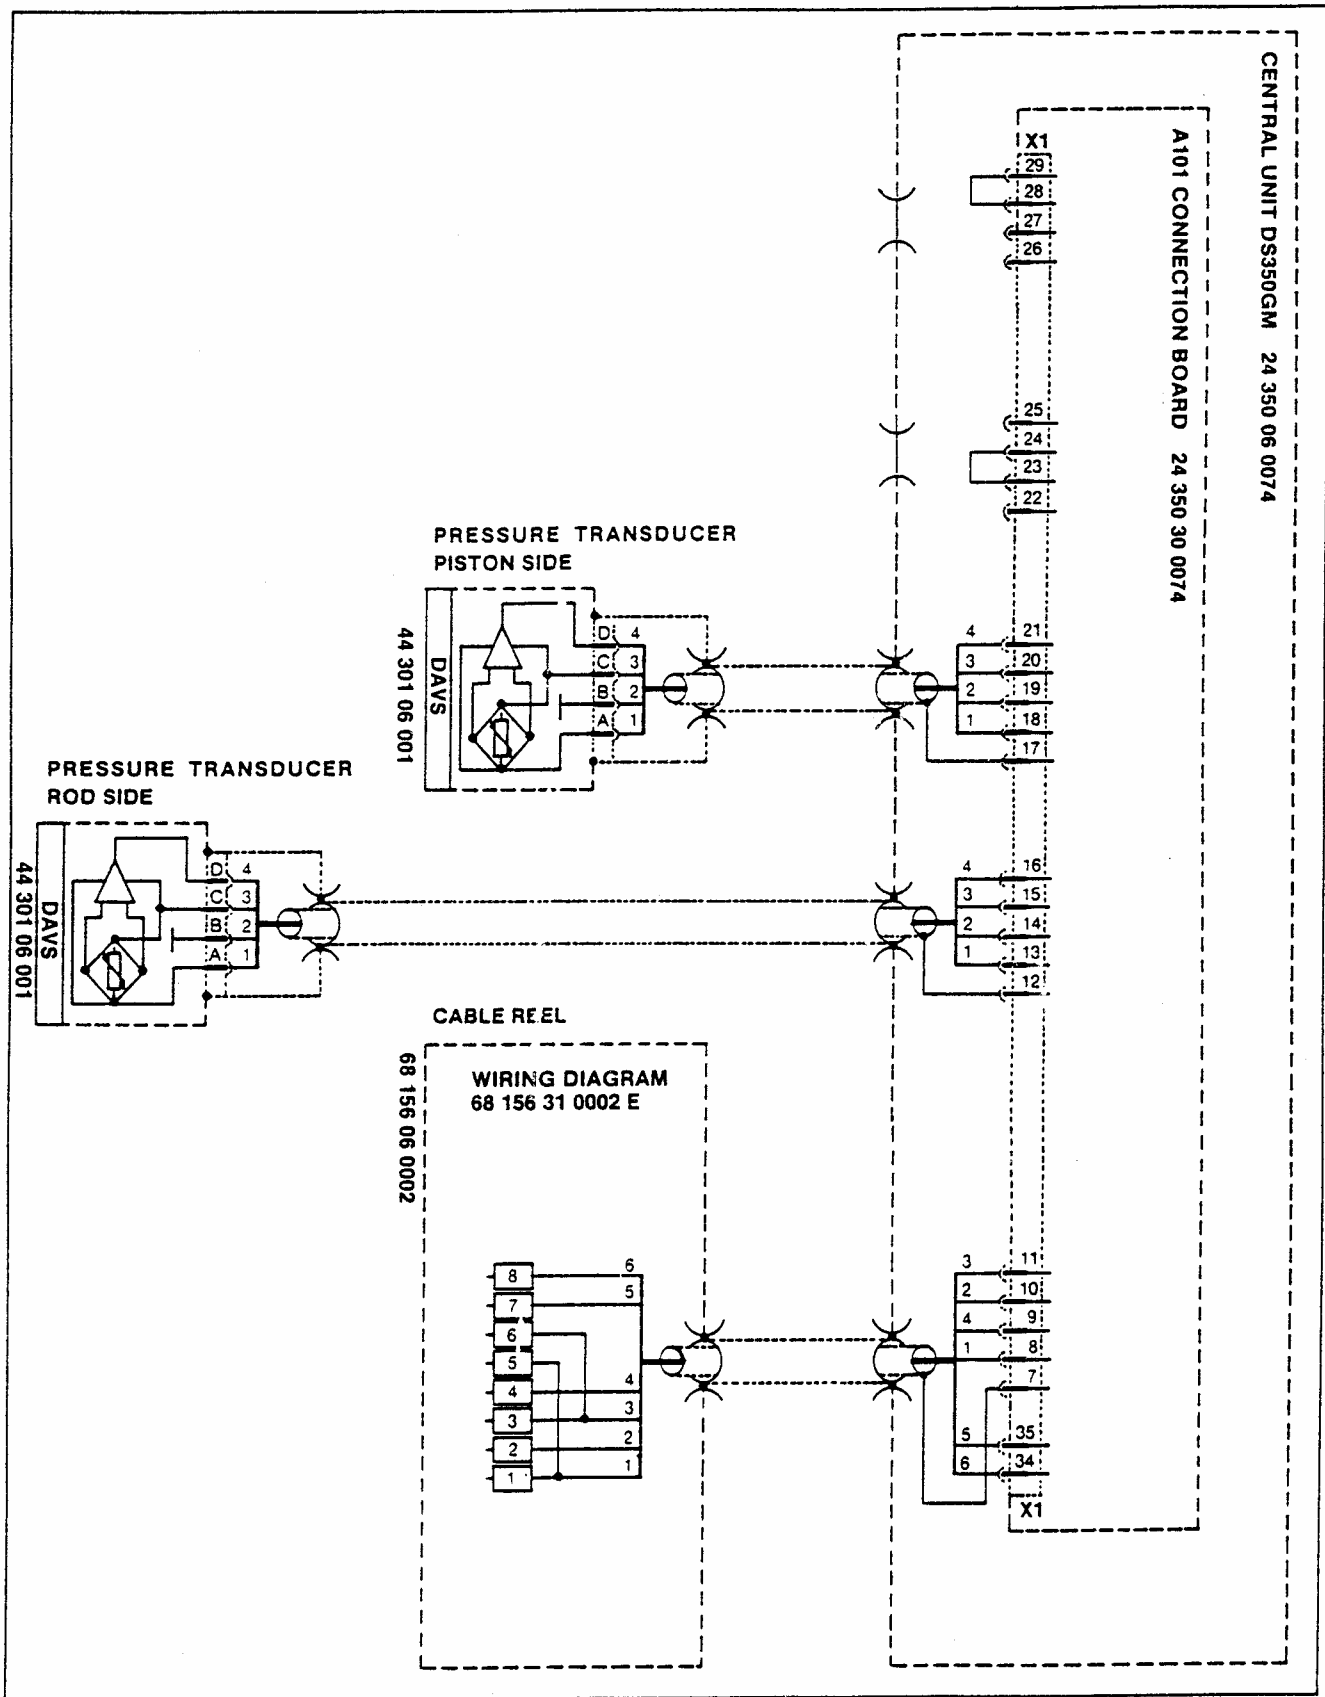 CENTRAL UNIT DS350GM 24 350 06 0074
A101 CONNECTION BOARD 24 350 30 0074
X1
29
28
27
26
25
24
23
22
PRESSURE TRANSDUCER
PISTON SIDE
DAVS
44 301 06 001
D 4
C 3
B 2
A 1
4 21
3 20
2 19
1 18
17
PRESSURE TRANSDUCER
ROD SIDE
DAVS
44 301 06 001
D 4
C 3
B 2
A 1
4 16
3 15
2 14
1 13
12
CABLE REEL
68 156 06 0002
WIRING DIAGRAM
68 156 31 0002 E
8 6
7 5
6
5
4 4
3 3
2 2
1 1
3 11
2 10
4 9
1 8
7
5 35
6 34
X1